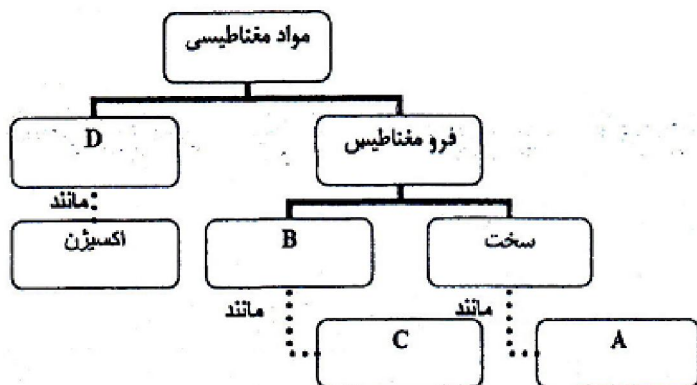 مواد مغناطیسی
D
فرو مغناطیس
مانند
اکسیژن
B
سخت
مانند
مانند
C
A